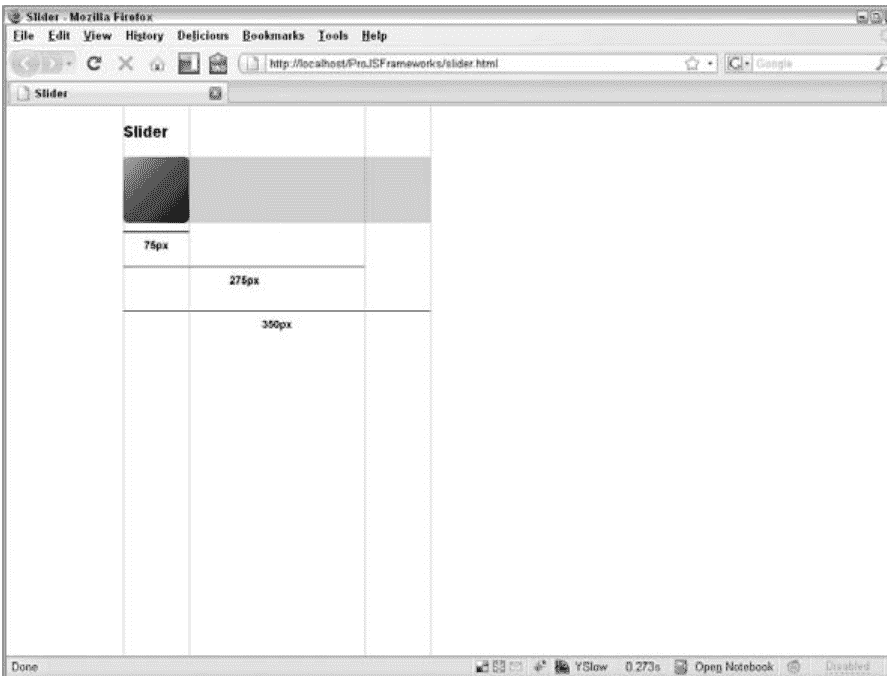 Slider - Mozilla Firefox
File Edit View History Delicious Bookmarks Tools Help
http://localhost/ProJSFrameworks/slider.html
Google
Slider
Slider
75px
275px
350px
Done
YSlow 0.273s Open Notebook Disabled